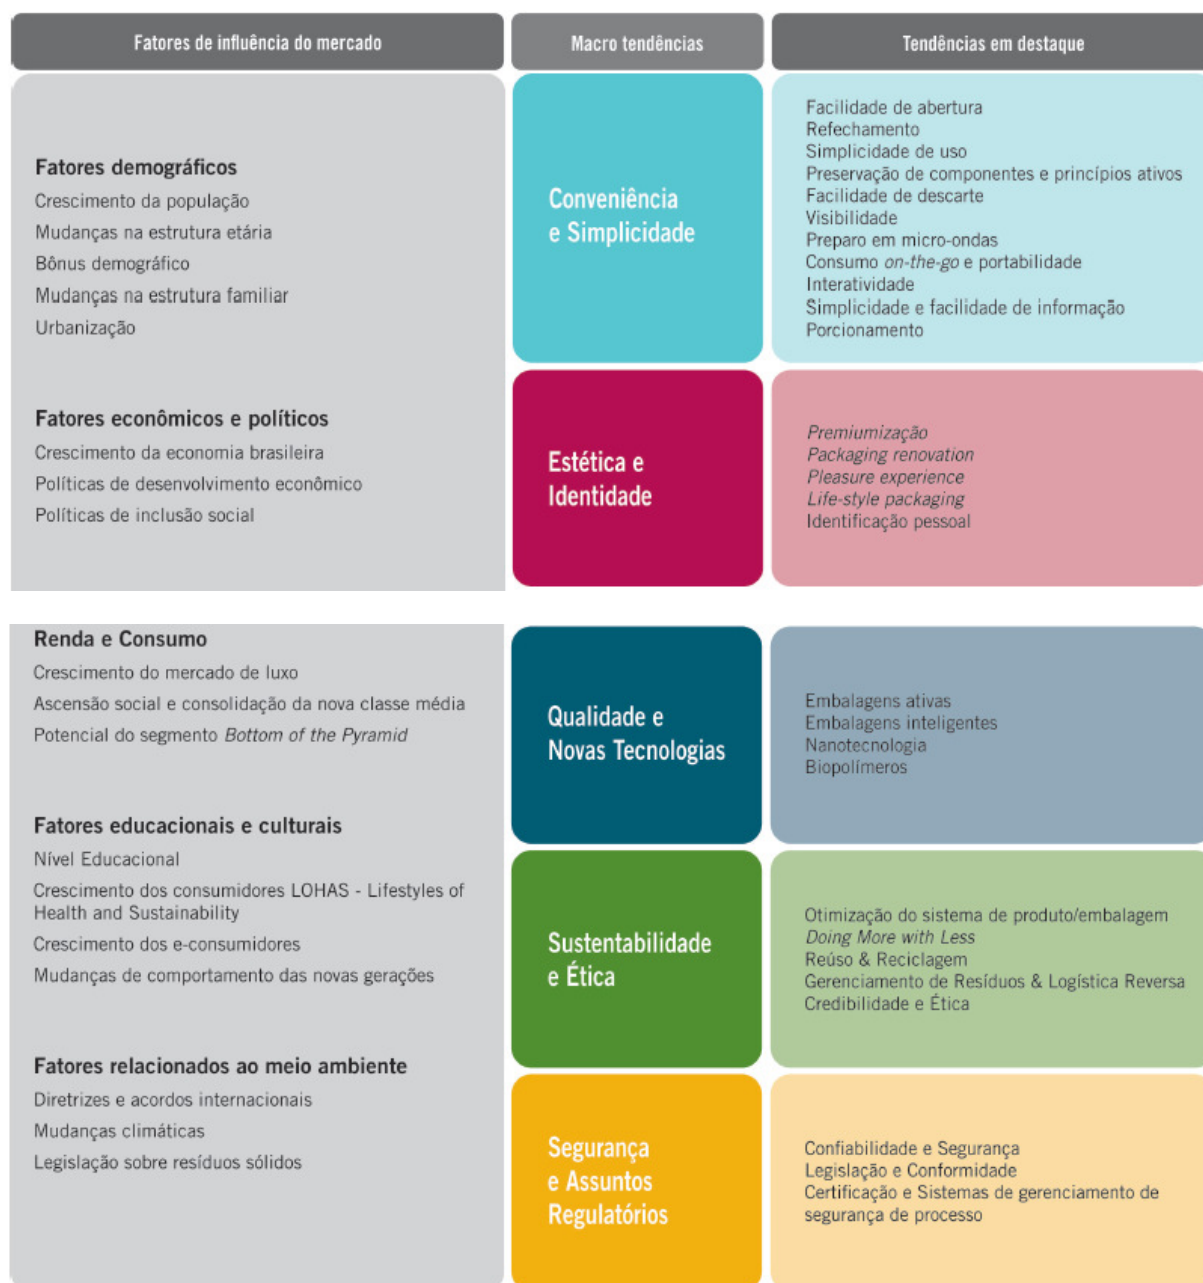 Fatores de influência do mercado
Macro tendências
Tendências em destaque
Fatores demográficos
Crescimento da população
Mudanças na estrutura etária
Bônus demográfico
Mudanças na estrutura familiar
Urbanização
Fatores econômicos e políticos
Crescimento da economia brasileira
Políticas de desenvolvimento econômico
Políticas de inclusão social
Conveniência
e Simplicidade
Facilidade de abertura
Refechamento
Simplicidade de uso
Preservação de componentes e princípios ativos
Facilidade de descarte
Visibilidade
Preparo em micro-ondas
Consumo on-the-go e portabilidade
Interatividade
Simplicidade e facilidade de informação
Porcionamento
Estética e
Identidade
Premiumização
Packaging renovation
Pleasure experience
Life-style packaging
Identificação pessoal
Renda e Consumo
Crescimento do mercado de luxo
Ascensão social e consolidação da nova classe média
Potencial do segmento Bottom of the Pyramid
Fatores educacionais e culturais
Nível Educacional
Crescimento dos consumidores LOHAS - Lifestyles of
Health and Sustainability
Crescimento dos e-consumidores
Mudanças de comportamento das novas gerações
Fatores relacionados ao meio ambiente
Diretrizes e acordos internacionais
Mudanças climáticas
Legislação sobre resíduos sólidos
Qualidade e
Novas Tecnologias
Embalagens ativas
Embalagens inteligentes
Nanotecnologia
Biopolímeros
Sustentabilidade
e Ética
Otimização do sistema de produto/embalagem
Doing More with Less
Reúso & Reciclagem
Gerenciamento de Resíduos & Logística Reversa
Credibilidade e Ética
Segurança
e Assuntos
Regulatórios
Confiabilidade e Segurança
Legislação e Conformidade
Certificação e Sistemas de gerenciamento de
segurança de processo